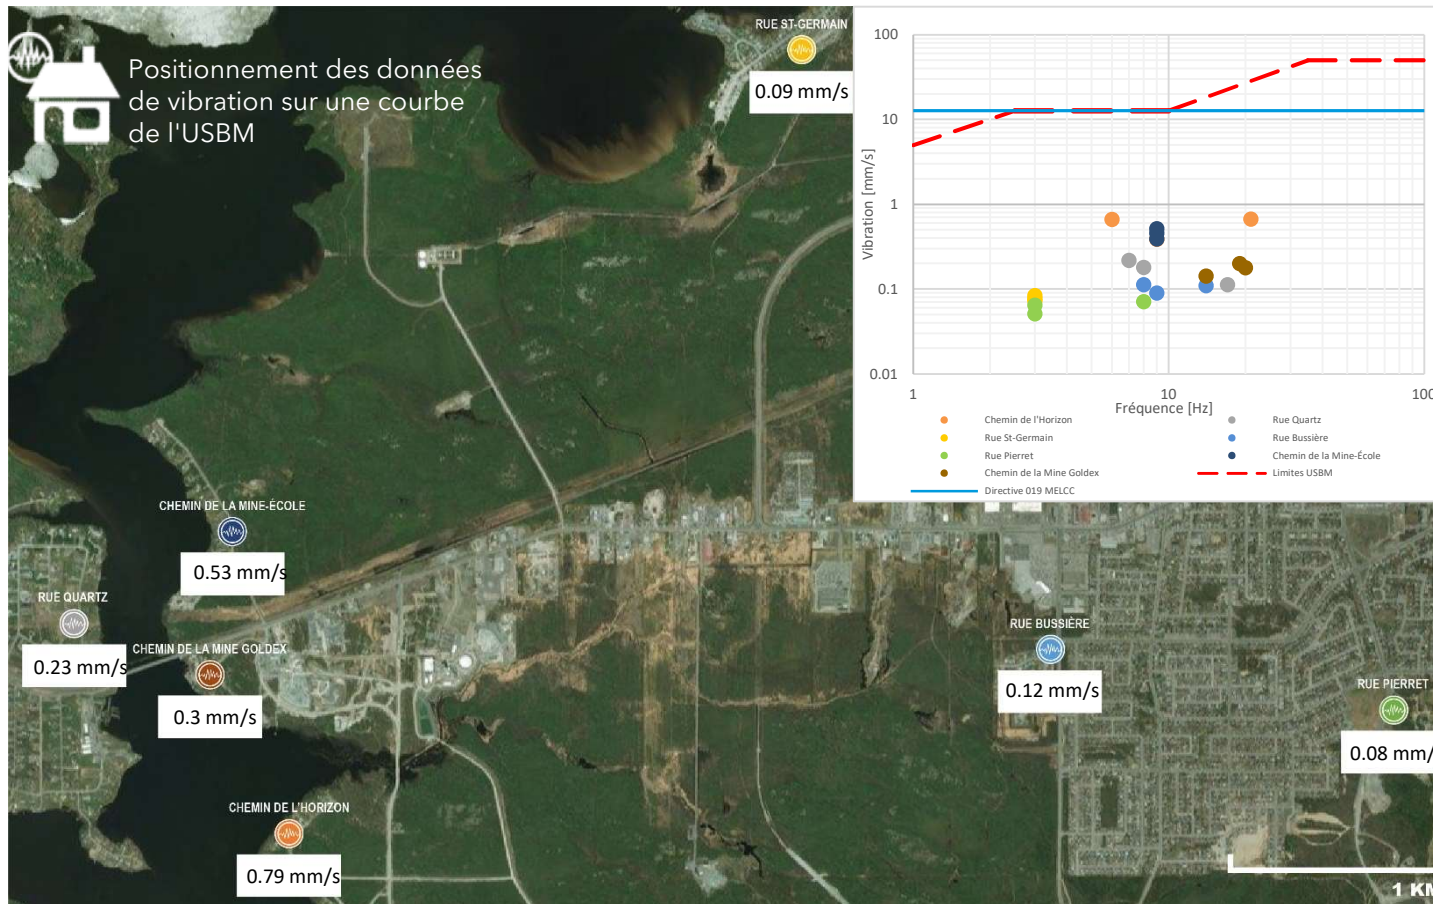 Positionnement des données
de vibration sur une courbe
de l'USBM
RUE ST-GERMAIN
0.09 mm/s
100
10
1
0.1
0.01
Vibration [mm/s]
1
10
100
Fréquence [Hz]
Chemin de l'Horizon
Rue Quartz
Rue St-Germain
Rue Bussière
Rue Pierret
Chemin de la Mine-École
Chemin de la Mine Goldex
Limites USBM
Directive 019 MELCC
CHEMIN DE LA MINE-ÉCOLE
0.53 mm/s
RUE QUARTZ
0.23 mm/s
CHEMIN DE LA MINE GOLDEX
0.3 mm/s
RUE BUSSIÈRE
0.12 mm/s
RUE PIERRET
0.08 mm/
CHEMIN DE L'HORIZON
0.79 mm/s
1 KM